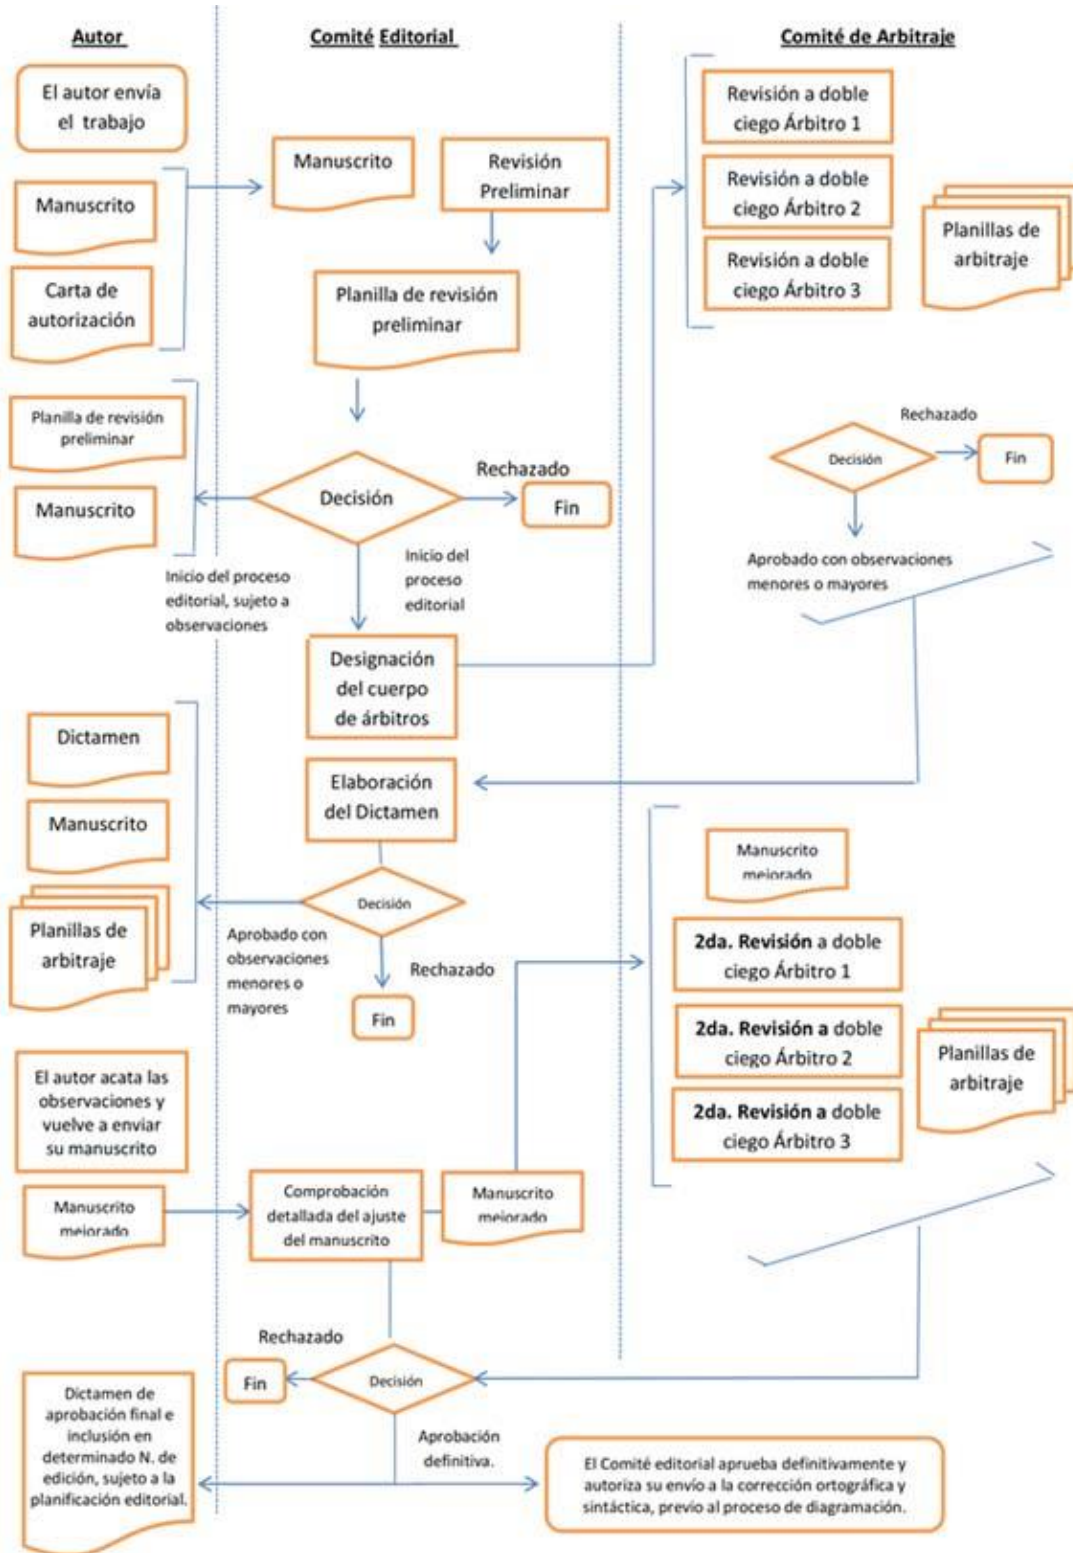 Autor
Comité Editorial
Comité de Arbitraje
El autor envía
el trabajo
Manuscrito
Carta de
autorización
Manuscrito
Revisión
Preliminar
Planilla de revisión
preliminar
Revisión a doble
ciego Árbitro 1
Revisión a doble
ciego Árbitro 2
Revisión a doble
ciego Árbitro 3
Planillas de
arbitraje
Planilla de revisión
preliminar
Manuscrito
Decisión
Rechazado
Fin
Inicio del proceso
editorial, sujeto a
observaciones
Inicio del
proceso
editorial
Rechazado
Decisión
Fin
Aprobado con observaciones
menores o mayores
Designación
del cuerpo
de árbitros
Elaboración
del Dictamen
Dictamen
Manuscrito
Planillas de
arbitraje
Decisión
Aprobado con
observaciones
menores o
mayores
Rechazado
Fin
Manuscrito
mejorado
2da. Revisión a doble
ciego Árbitro 1
2da. Revisión a doble
ciego Árbitro 2
2da. Revisión a doble
ciego Árbitro 3
Planillas de
arbitraje
El autor acata las
observaciones y
vuelve a enviar
su manuscrito
Manuscrito
mejorado
Comprobación
detallada del ajuste
del manuscrito
Manuscrito
mejorado
Rechazado
Fin
Decisión
Aprobación
definitiva.
Dictamen de
aprobación final e
inclusión en
determinado N. de
edición, sujeto a la
planificación editorial.
El Comité editorial aprueba definitivamente y
autoriza su envío a la corrección ortográfica y
sintáctica, previo al proceso de diagramación.